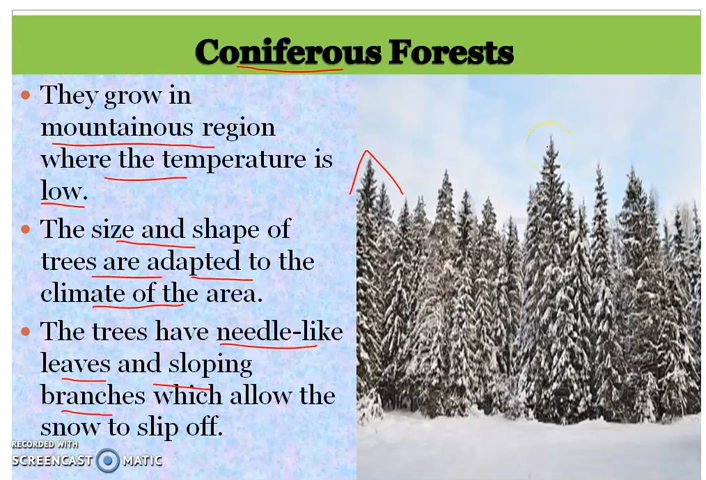 Coniferous Forests
They grow in
mountainous region
where the temperature is
low.
The size and shape of
trees are adapted to the
climate of the area.
The trees have needle-like
leaves and sloping
branches which allow the
snow to slip off.
RECORDED WITH
SCREENCAST MATIC